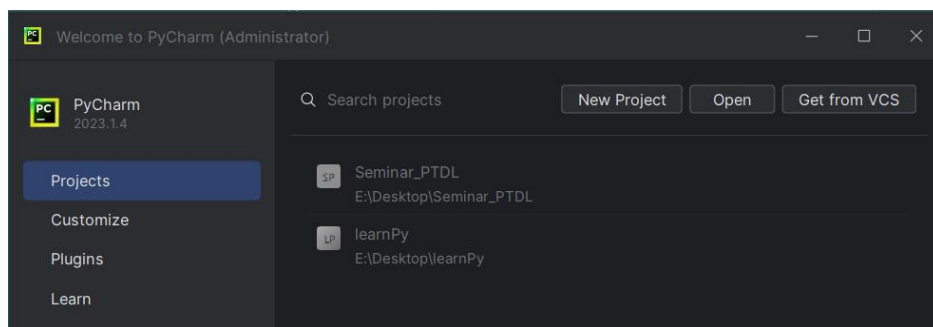 PC
Welcome to PyCharm (Administrator)
PC
PyCharm
2023.1.4
Projects
Customize
Plugins
Learn
Search projects
New Project
Open
Get from VCS
SP
Seminar_PTDL
E:\Desktop\Seminar_PTDL
LP
learnPy
E:\Desktop\learnPy